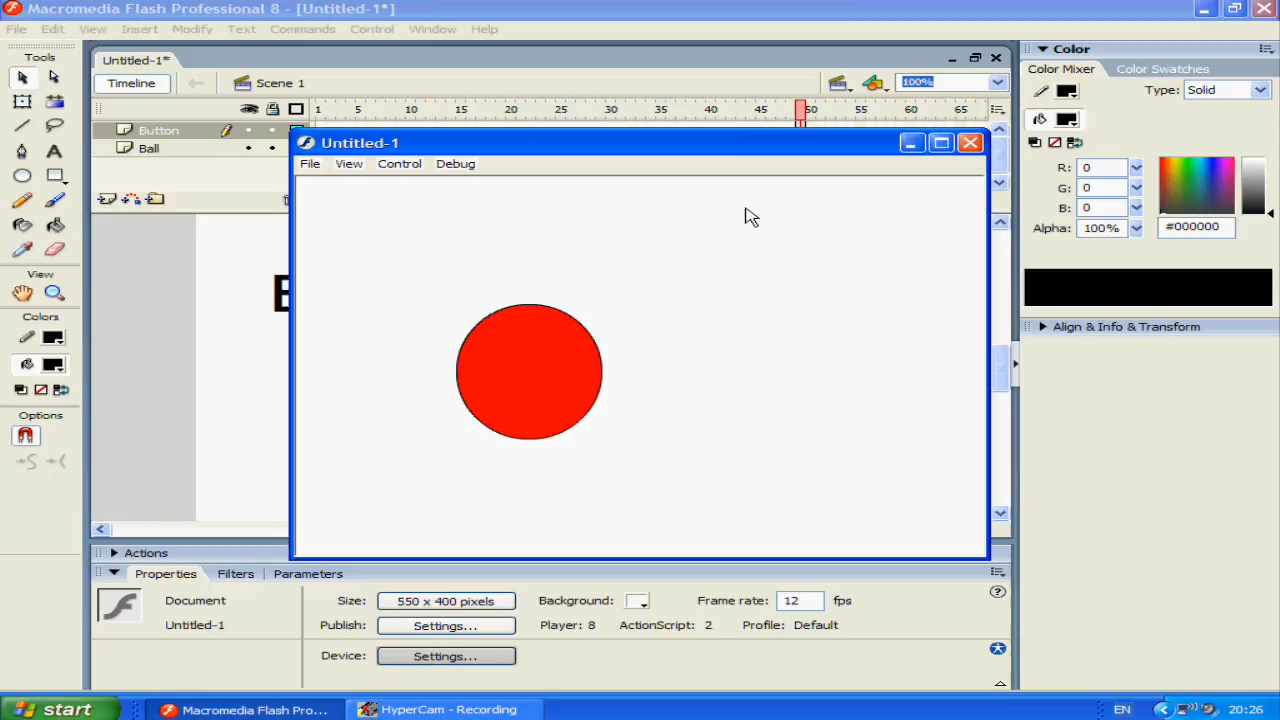 Macromedia Flash Professional 8 - [Untitled-1*]
File Edit View Insert Modify Text Commands Control Window Help
Tools
View
Colors
Options
Untitled-1*
Timeline
Scene 1
100%
1 5 10 15 20 25 30 35 40 45 50 55 60 65
Button
Ball
Untitled-1
File View Control Debug
Actions
Properties Filters Parameters
Document
Untitled-1
Size: 550 x 400 pixels Background: Frame rate: 12 fps
Publish: Settings... Player: 8 ActionScript: 2 Profile: Default
Device: Settings...
Color
Color Mixer Color Swatches
Type: Solid
R: 0
G: 0
B: 0
Alpha: 100% #000000
Align & Info & Transform
start
Macromedia Flash Pro...
HyperCam - Recording
EN
20:26